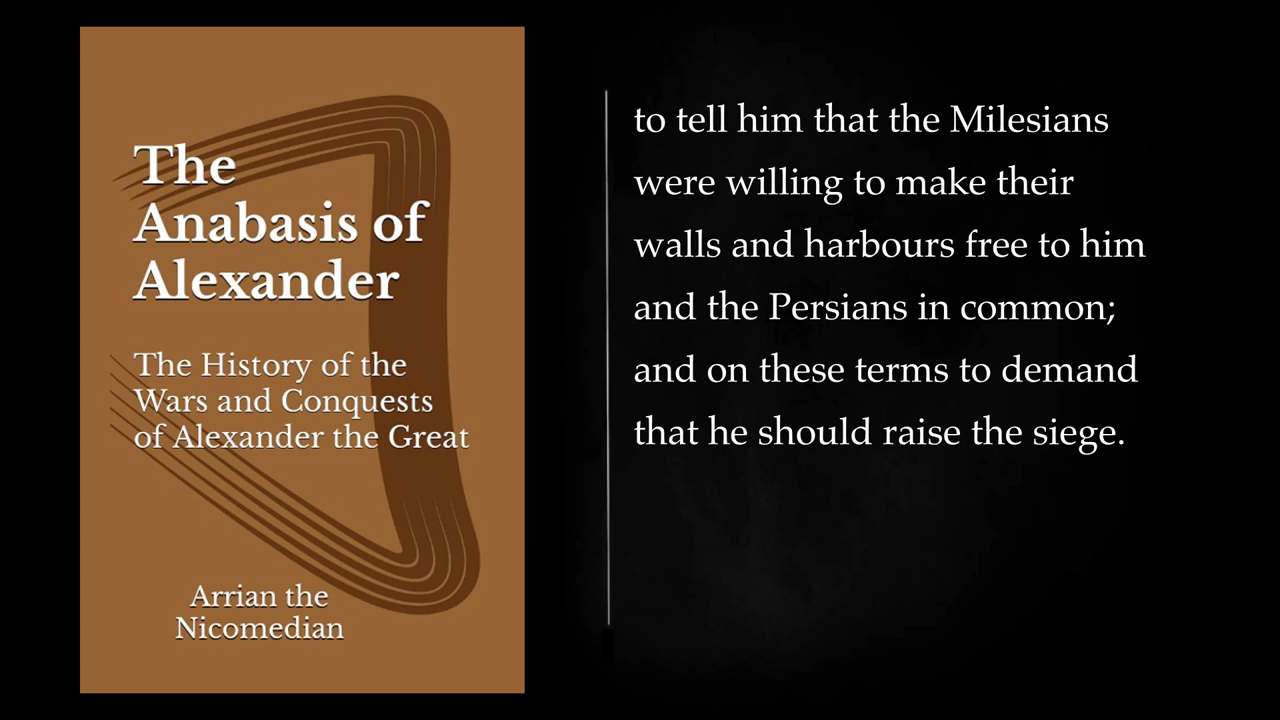 The
Anabasis of
Alexander
The History of the
Wars and Conquests
of Alexander the Great
Arrian the
Nicomedian
to tell him that the Milesians
were willing to make their
walls and harbours free to him
and the Persians in common;
and on these terms to demand
that he should raise the siege.